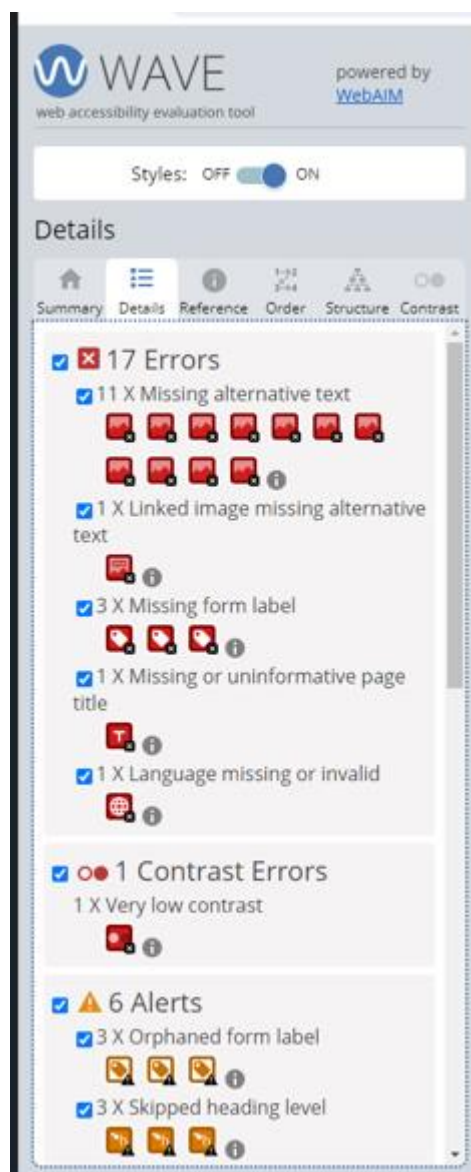 WAVE
powered by
WebAIM
web accessibility evaluation tool
Styles: OFF ON
Details
Summary Details Reference Order Structure Contrast
17 Errors
11 X Missing alternative text
1 X Linked image missing alternative
text
3 X Missing form label
1 X Missing or uninformative page
title
1 X Language missing or invalid
1 Contrast Errors
1 X Very low contrast
6 Alerts
3 X Orphaned form label
3 X Skipped heading level